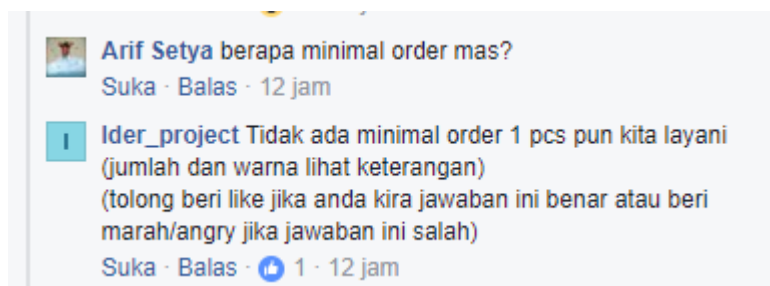 Arif Setya berapa minimal order mas?
Suka · Balas · 12 jam
I
Ider_project Tidak ada minimal order 1 pcs pun kita layani
(jumlah dan warna lihat keterangan)
(tolong beri like jika anda kira jawaban ini benar atau beri
marah/angry jika jawaban ini salah)
Suka · Balas · 1 · 12 jam